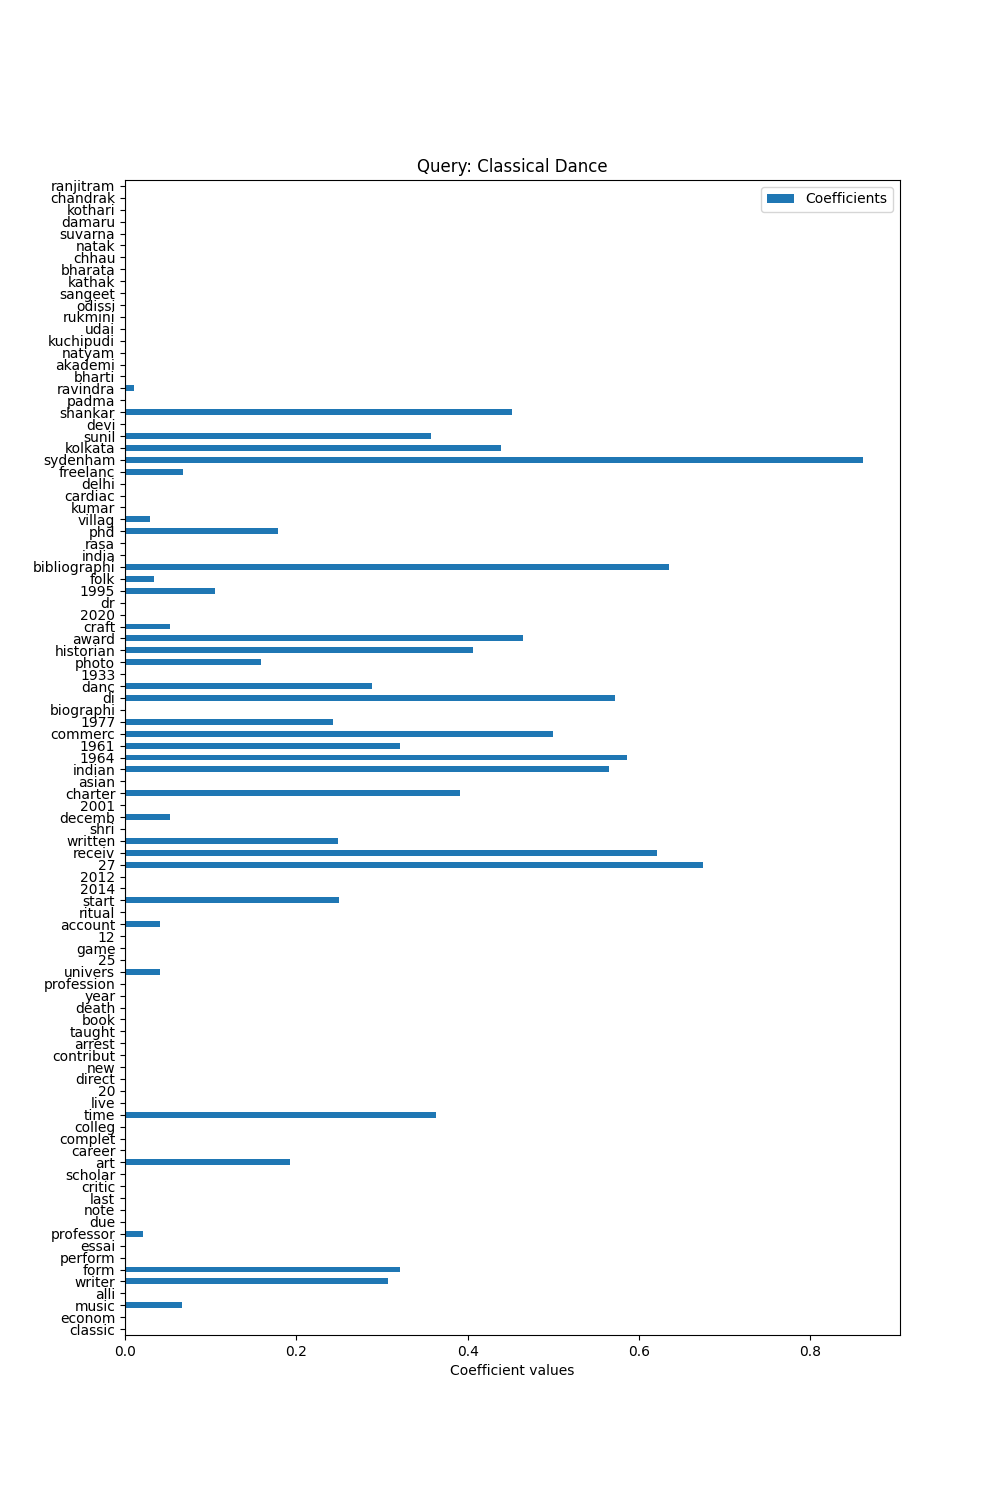 Query: Classical Dance
Coefficients
ranjitram
chandrak
kothari
damaru
suvarna
natak
chhau
bharata
kathak
sangeet
odissi
rukmini
udai
kuchipudi
natyam
akademi
bharti
ravindra
padma
shankar
devi
sunil
kolkata
sydenham
freelanc
delhi
cardiac
kumar
villag
phd
rasa
india
bibliographi
folk
1995
dr
2020
craft
award
historian
photo
1933
danc
di
biographi
1977
commerc
1961
1964
indian
asian
charter
2001
decemb
shri
written
receiv
27
2012
2014
start
ritual
account
12
game
25
univers
profession
year
death
book
taught
arrest
contribut
new
direct
20
live
time
colleg
complet
career
art
scholar
critic
last
note
due
professor
essai
perform
form
writer
alli
music
econom
classic
0.0 0.2 0.4 0.6 0.8
Coefficient values